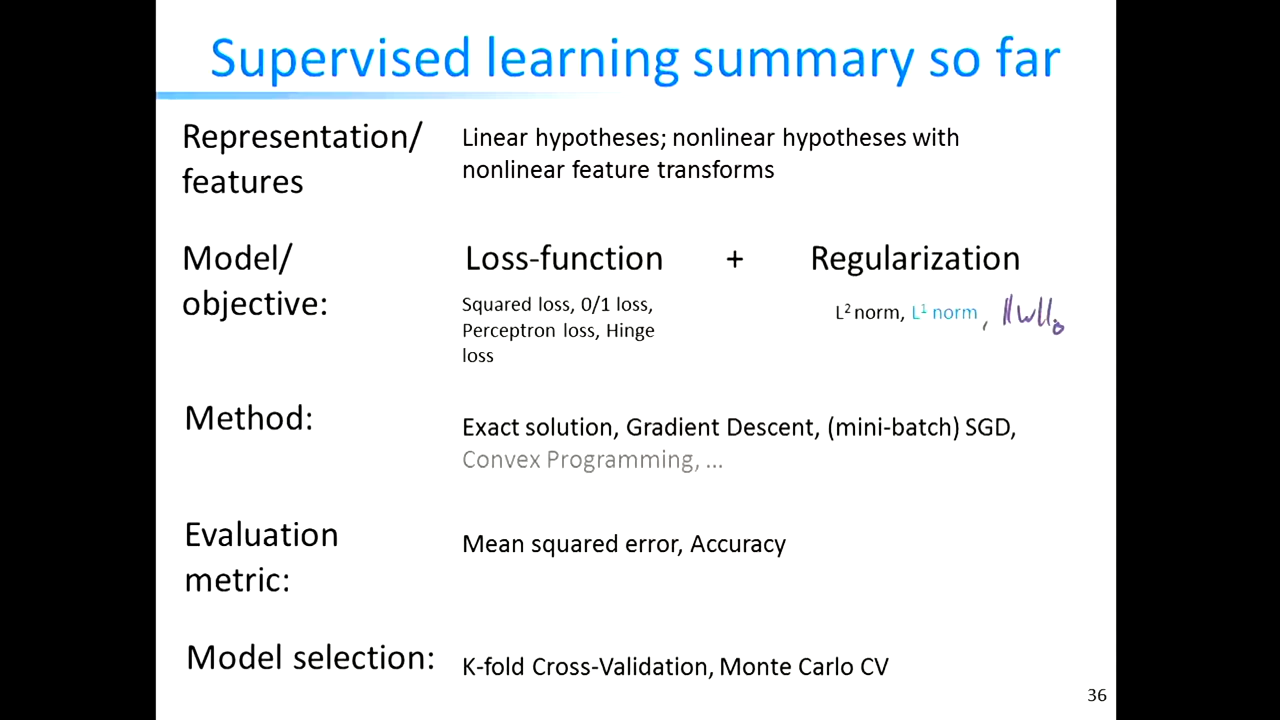 Supervised learning summary so far
Representation/
features
Linear hypotheses; nonlinear hypotheses with
nonlinear feature transforms
Model/
objective:
Loss-function + Regularization
Squared loss, 0/1 loss,
Perceptron loss, Hinge
loss
L² norm, L¹ norm , ||w||₀
Method:
Exact solution, Gradient Descent, (mini-batch) SGD,
Convex Programming, ...
Evaluation
metric:
Mean squared error, Accuracy
Model selection:
K-fold Cross-Validation, Monte Carlo CV
36